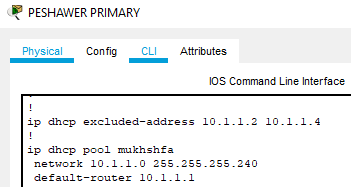 PESHAWER PRIMARY
Physical Config CLI Attributes
IOS Command Line Interface
!
ip dhcp excluded-address 10.1.1.2 10.1.1.4
!
ip dhcp pool mukhshfa
network 10.1.1.0 255.255.255.240
default-router 10.1.1.1